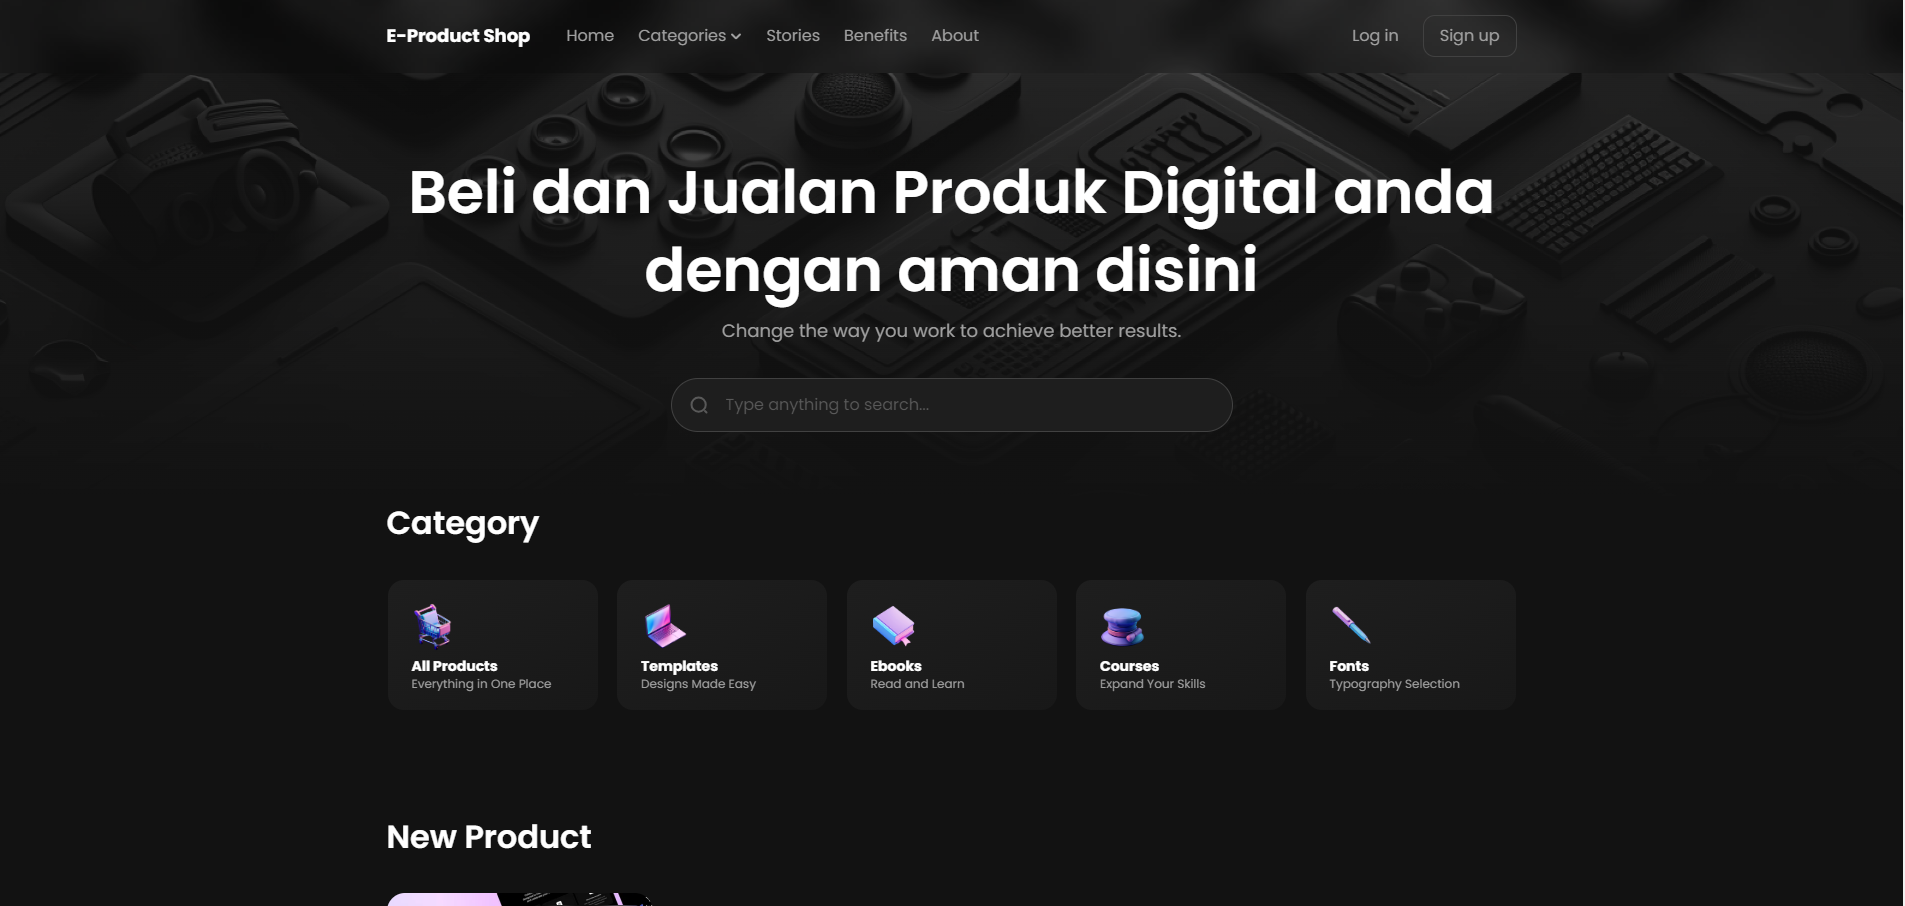 E-Product Shop
Home
Categories
Stories
Benefits
About
Log in
Sign up
Beli dan Jualan Produk Digital anda
dengan aman disini
Change the way you work to achieve better results.
Type anything to search...
Category
All Products
Everything in One Place
Templates
Designs Made Easy
Ebooks
Read and Learn
Courses
Expand Your Skills
Fonts
Typography Selection
New Product